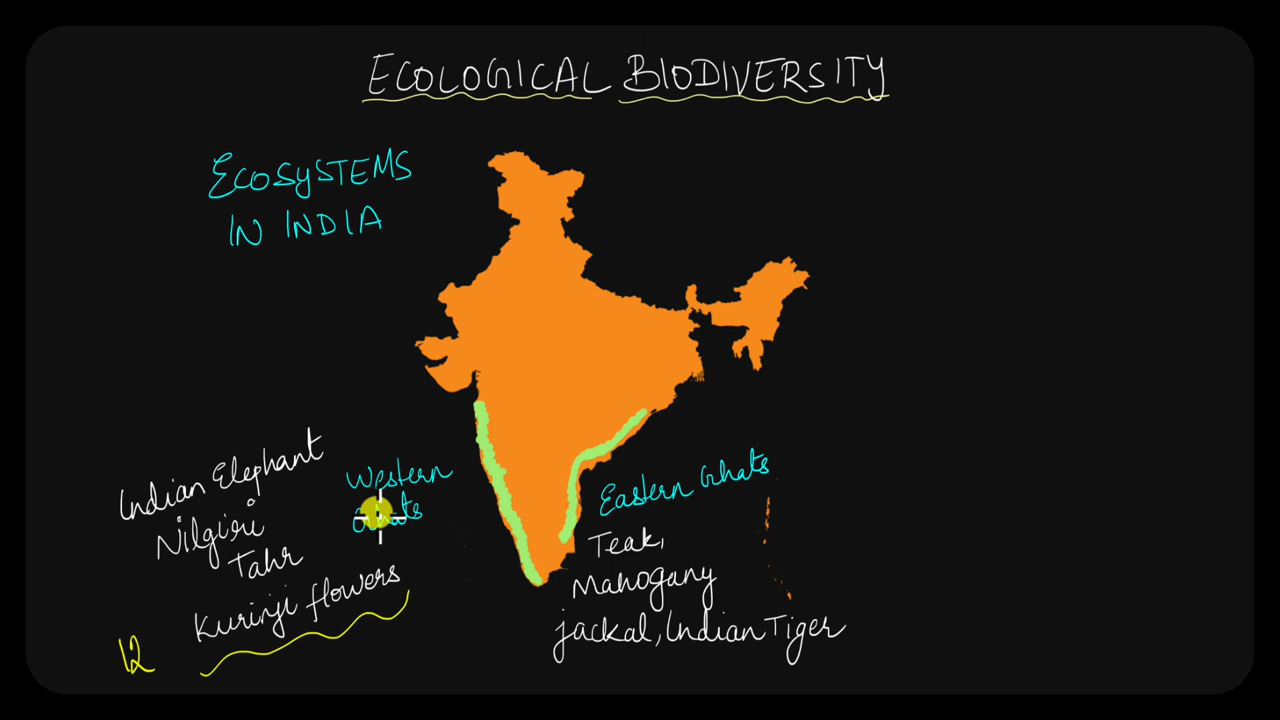 ECOLOGICAL BIODIVERSITY
ECOSYSTEMS
IN INDIA
Western
Ghats
Indian Elephant
Nilgiri
Tahr
Kurinji flowers
12
Eastern Ghats
Teak,
Mahogany
jackal, Indian Tiger